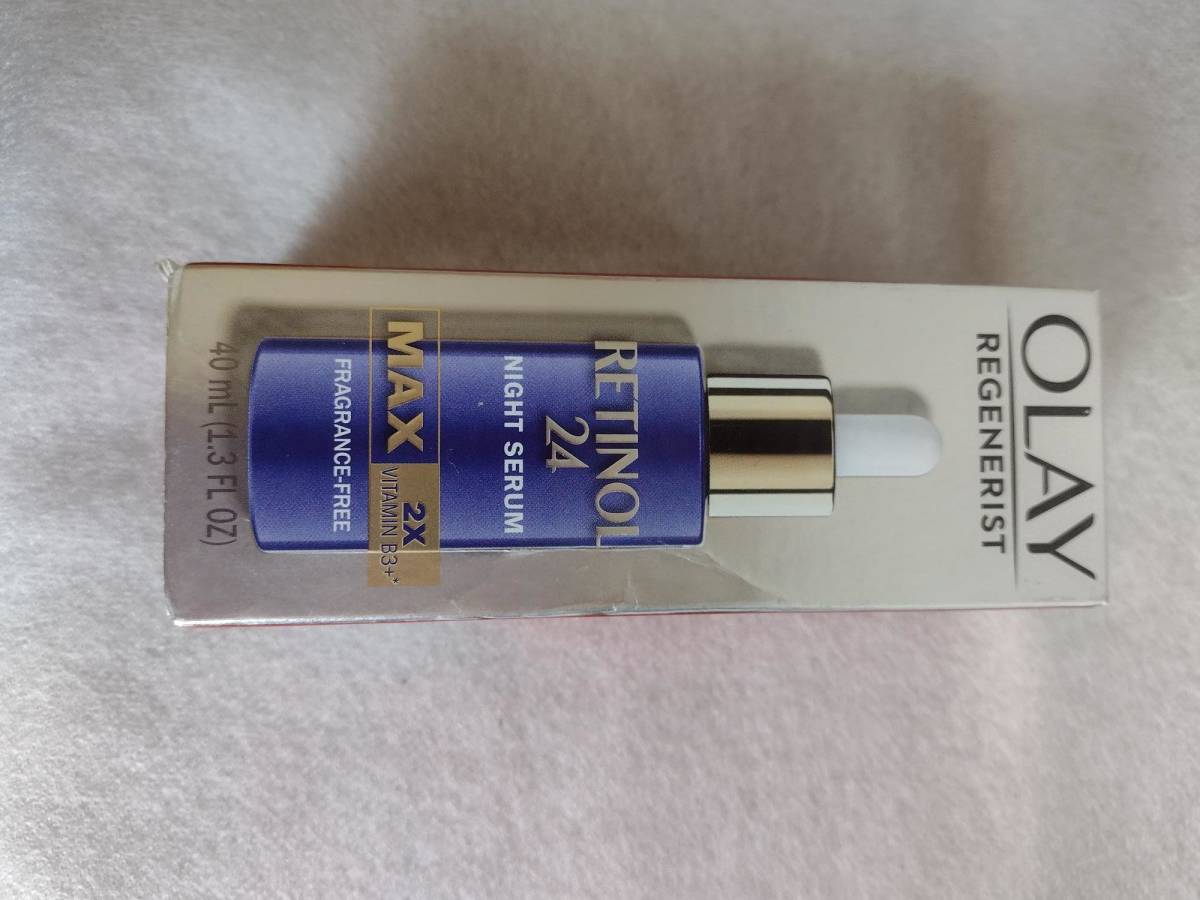 OLAY
REGENERIST
RETINOL
24
NIGHT SERUM
MAX
2X
VITAMIN B3+*
FRAGRANCE-FREE
40 mL (1.3 FL OZ)